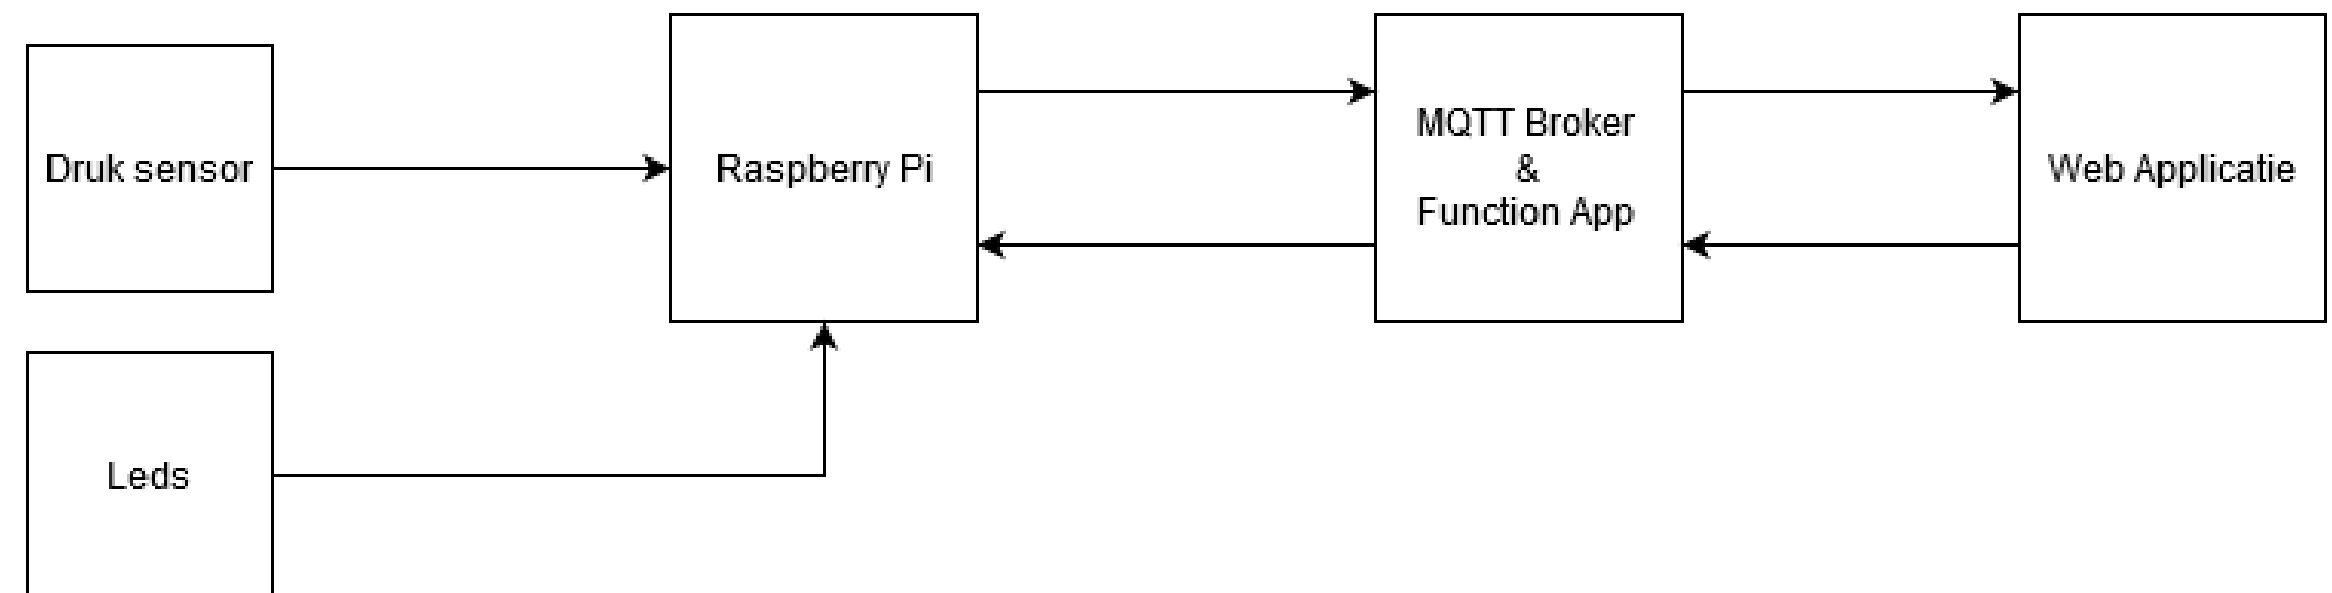 Druk sensor
Raspberry Pi
MQTT Broker
&
Function App
Web Applicatie
Leds